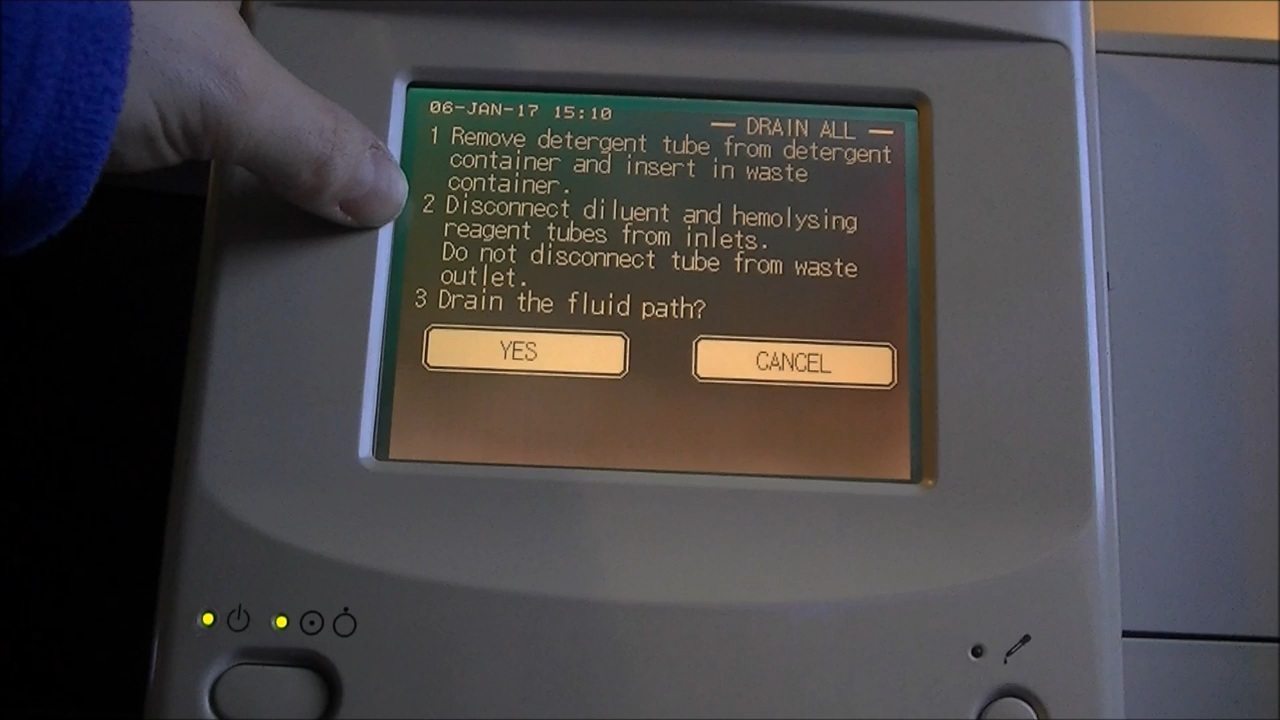 06-JAN-17 15:10
— DRAIN ALL —
1 Remove detergent tube from detergent
container and insert in waste
container.
2 Disconnect diluent and hemolysing
reagent tubes from inlets.
Do not disconnect tube from waste
outlet.
3 Drain the fluid path?
YES
CANCEL